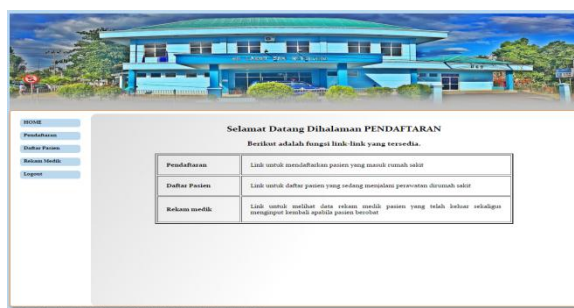 HOME
Pendaftaran
Daftar Pasien
Rekam Medik
Logout
Selamat Datang Dihalaman PENDAFTARAN
Berikut adalah fungsi link-link yang tersedia.
Pendaftaran
Link untuk mendaftarkan pasien yang masuk rumah sakit
Daftar Pasien
Link untuk daftar pasien yang sedang menjalani perawatan dirumah sakit
Rekam medik
Link untuk melihat data rekam medik pasien yang telah keluar sekaligus
menginput kembali apabila pasien berobat